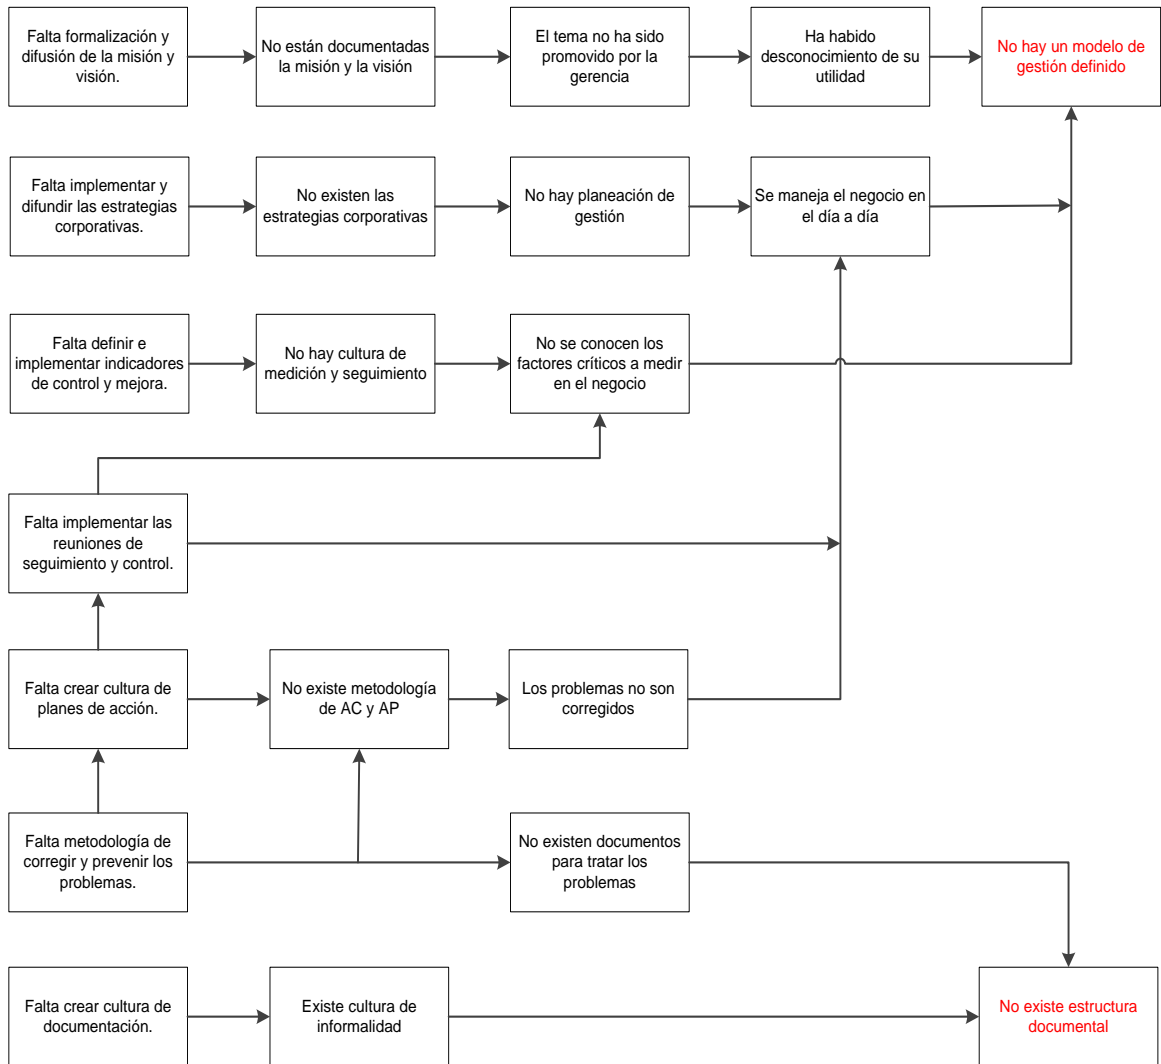 Falta formalización y
difusión de la misión y
visión.
No están documentadas
la misión y la visión
El tema no ha sido
promovido por la
gerencia
Ha habido
desconocimiento de su
utilidad
No hay un modelo de
gestión definido
Falta implementar y
difundir las estrategias
corporativas.
No existen las
estrategias corporativas
No hay planeación de
gestión
Se maneja el negocio en
el día a día
Falta definir e
implementar indicadores
de control y mejora.
No hay cultura de
medición y seguimiento
No se conocen los
factores críticos a medir
en el negocio
Falta implementar las
reuniones de
seguimiento y control.
Falta crear cultura de
planes de acción.
No existe metodología
de AC y AP
Los problemas no son
corregidos
Falta metodología de
corregir y prevenir los
problemas.
No existen documentos
para tratar los
problemas
Falta crear cultura de
documentación.
Existe cultura de
informalidad
No existe estructura
documental